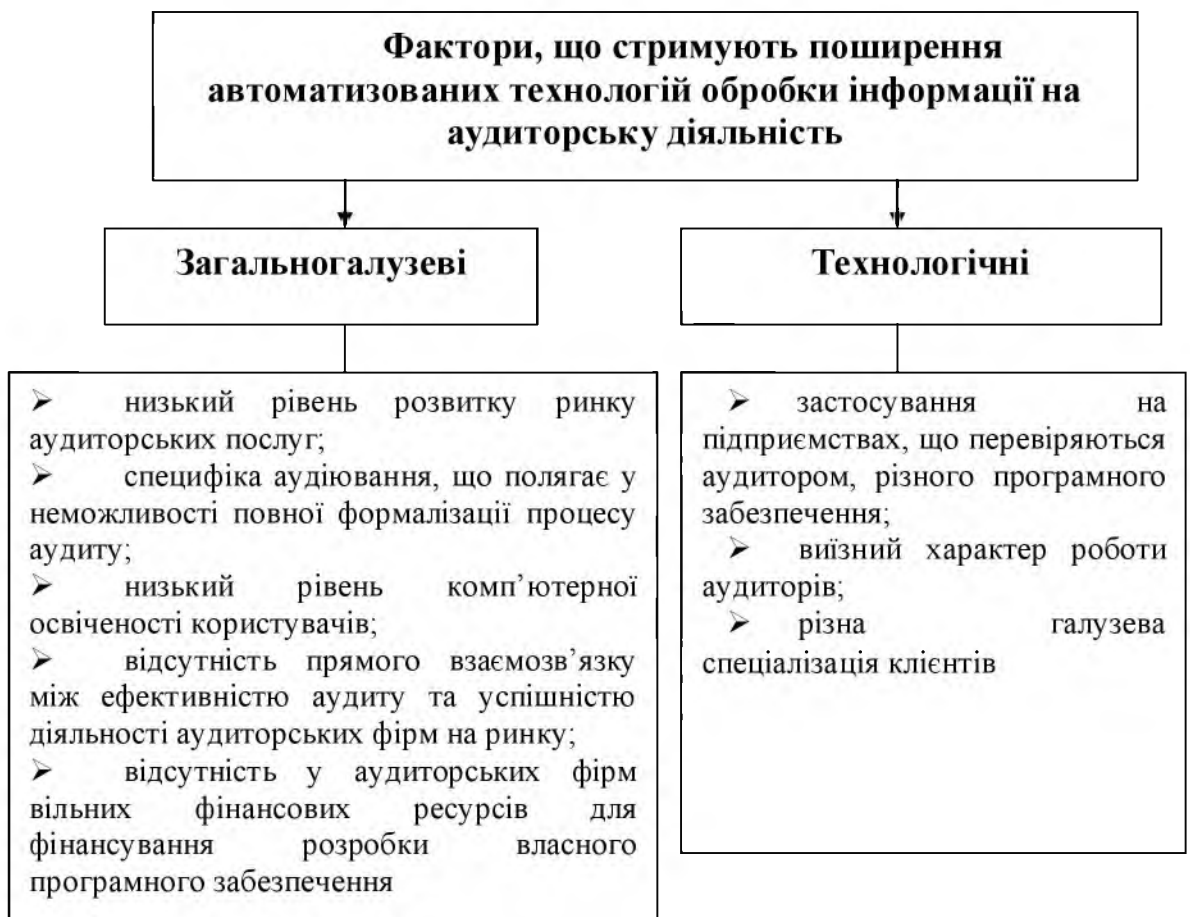 Фактори, що стримують поширення
автоматизованих технологій обробки інформації на
аудиторську діяльність
Загальногалузеві
➤ низький рівень розвитку ринку
аудиторських послуг;
➤ специфіка аудіювання, що полягає у
неможливості повної формалізації процесу
аудиту;
➤ низький рівень комп’ютерної
освіченості користувачів;
➤ відсутність прямого взаємозв’язку
між ефективністю аудиту та успішністю
діяльності аудиторських фірм на ринку;
➤ відсутність у аудиторських фірм
вільних фінансових ресурсів для
фінансування розробки власного
програмного забезпечення
Технологічні
➤ застосування на
підприємствах, що перевіряються
аудитором, різного програмного
забезпечення;
➤ виїзний характер роботи
аудиторів;
➤ різна галузева
спеціалізація клієнтів